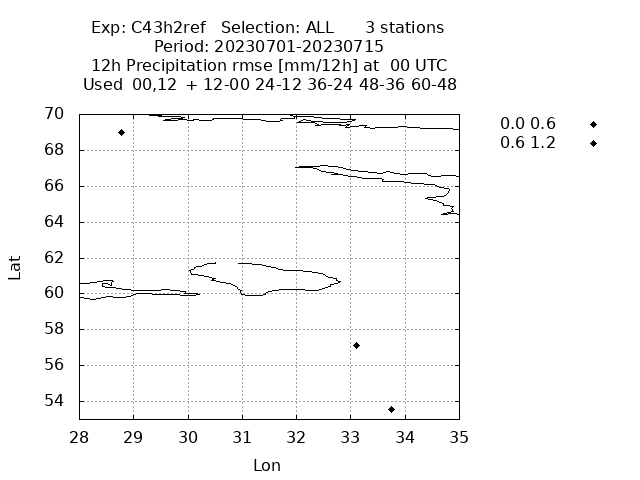 Exp: C43h2ref   Selection: ALL      3 stations
Period: 20230701-20230715
12h Precipitation rmse [mm/12h] at  00 UTC
Used  00,12  + 12-00 24-12 36-24 48-36 60-48
0.0 0.6
0.6 1.2
70
68
66
64
62
60
58
56
54
Lat
28 29 30 31 32 33 34 35
Lon